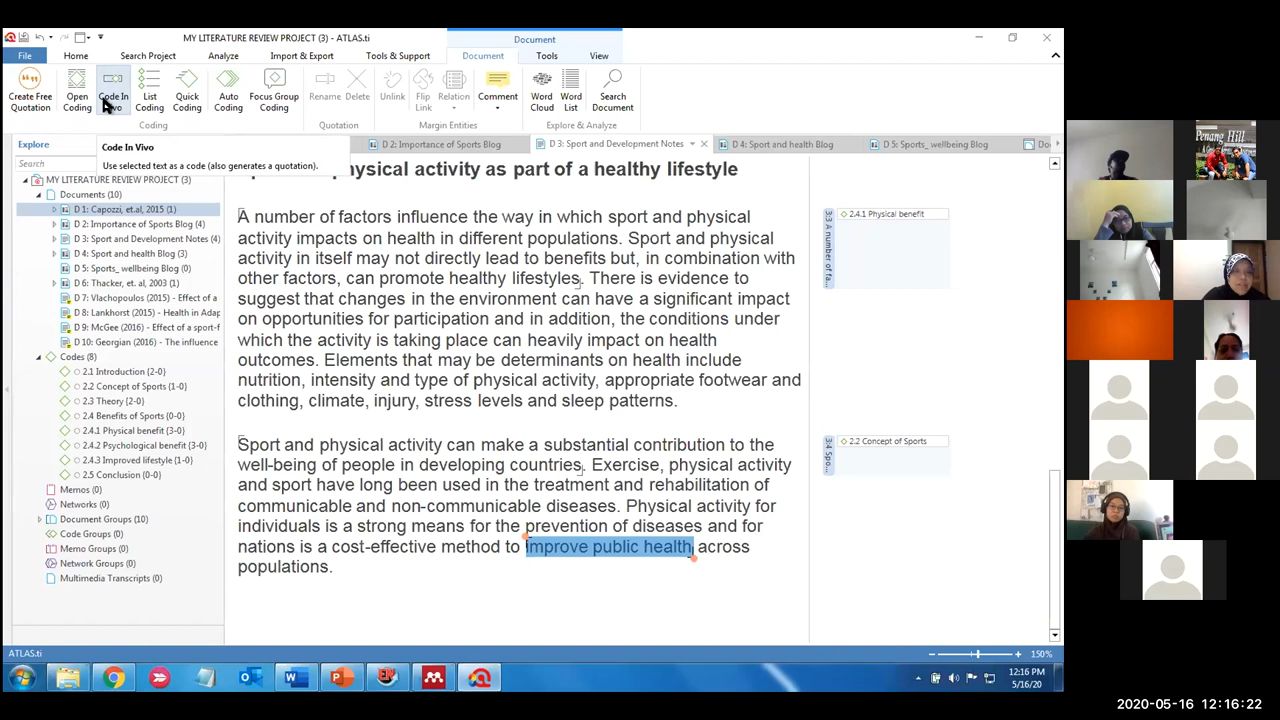 MY LITERATURE REVIEW PROJECT (3) - ATLAS.ti
Document
File
Home
Search Project
Analyze
Import & Export
Tools & Support
Document
Tools
View
Create Free Quotation
Open Coding
Code In Vivo
List Coding
Quick Coding
Auto Coding
Focus Group Coding
Rename
Delete
Unlink
Flip Link
Relation
Comment
Word Cloud
Word List
Search Document
Coding
Quotation
Margin Entities
Explore & Analyze
Code In Vivo
Use selected text as a code (also generates a quotation).
Explore
Search
D 2: Importance of Sports Blog
D 3: Sport and Development Notes
D 4: Sport and health Blog
D 5: Sports_ wellbeing Blog
MY LITERATURE REVIEW PROJECT (3)
Documents (10)
D 1: Capozzi, et.al, 2015 (1)
D 2: Importance of Sports Blog (4)
D 3: Sport and Development Notes (4)
D 4: Sport and health Blog (3)
D 5: Sports_ wellbeing Blog (0)
D 6: Thacker, et. al, 2003 (1)
D 7: Vlachopoulos (2015) - Effect of a
D 8: Lankhorst (2015) - Health in Adap
D 9: McGee (2016) - Effect of a sport-f
D 10: Georgian (2016) - The influence
Codes (8)
2.1 Introduction {2-0}
2.2 Concept of Sports {1-0}
2.3 Theory {2-0}
2.4 Benefits of Sports {0-0}
2.4.1 Physical benefit {3-0}
2.4.2 Psychological benefit {3-0}
2.4.3 Improved lifestyle {1-0}
2.5 Conclusion {0-0}
Memos (0)
Networks (0)
Document Groups (10)
Code Groups (0)
Memo Groups (0)
Network Groups (0)
Multimedia Transcripts (0)
physical activity as part of a healthy lifestyle
A number of factors influence the way in which sport and physical
activity impacts on health in different populations. Sport and physical
activity in itself may not directly lead to benefits but, in combination with
other factors, can promote healthy lifestyles. There is evidence to
suggest that changes in the environment can have a significant impact
on opportunities for participation and in addition, the conditions under
which the activity is taking place can heavily impact on health
outcomes. Elements that may be determinants on health include
nutrition, intensity and type of physical activity, appropriate footwear and
clothing, climate, injury, stress levels and sleep patterns.
Sport and physical activity can make a substantial contribution to the
well-being of people in developing countries. Exercise, physical activity
and sport have long been used in the treatment and rehabilitation of
communicable and non-communicable diseases. Physical activity for
individuals is a strong means for the prevention of diseases and for
nations is a cost-effective method to improve public health across
populations.
3:3 A number of fa...
2.4.1 Physical benefit
3:4 Spo...
2.2 Concept of Sports
ATLAS.ti
150%
12:16 PM
5/16/20
Penang Hill
2020-05-16 12:16:22